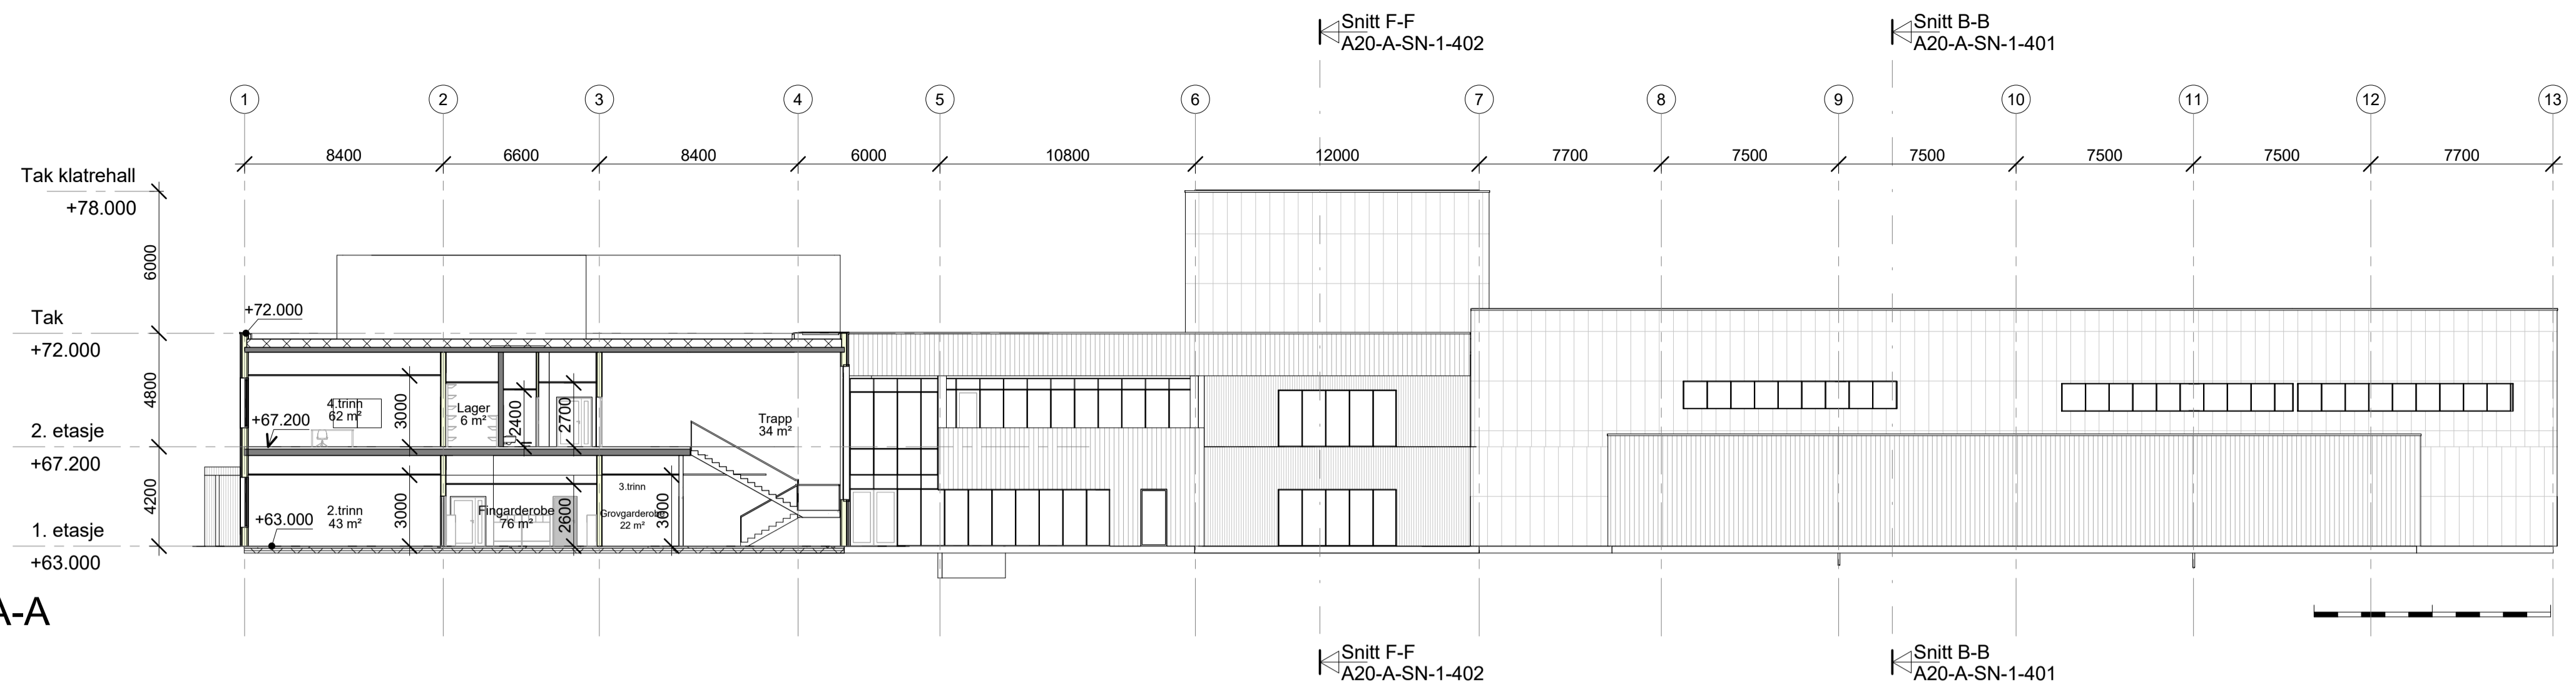 Snitt F-F
A20-A-SN-1-402
Snitt B-B
A20-A-SN-1-401
1
2
3
4
5
6
7
8
9
10
11
12
13
8400
6600
8400
6000
10800
12000
7700
7500
7500
7500
7500
7700
Tak klatrehall
+78.000
6000
Tak
+72.000
+72.000
4800
2. etasje
+67.200
4.trinn
62 m²
+67.200
3000
Lager
6 m²
2400
2700
Trapp
34 m²
4200
1. etasje
+63.000
+63.000
2.trinn
43 m²
3000
Fingarderobe
76 m²
2600
3.trinn
Grovgarderobe
22 m²
3000
A-A
Snitt F-F
A20-A-SN-1-402
Snitt B-B
A20-A-SN-1-401